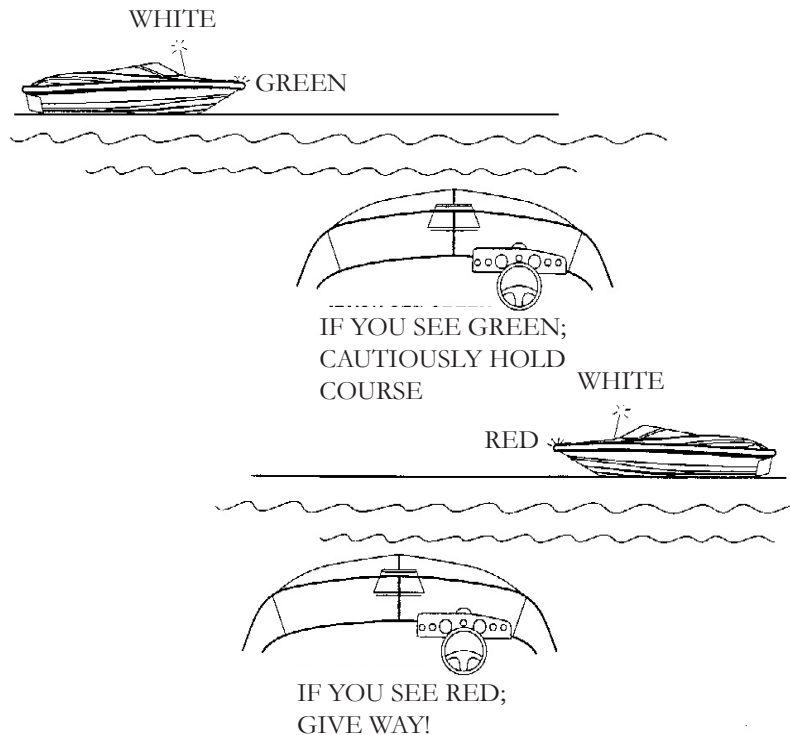 WHITE
GREEN
IF YOU SEE GREEN;
CAUTIOUSLY HOLD
COURSE
WHITE
RED
IF YOU SEE RED;
GIVE WAY!